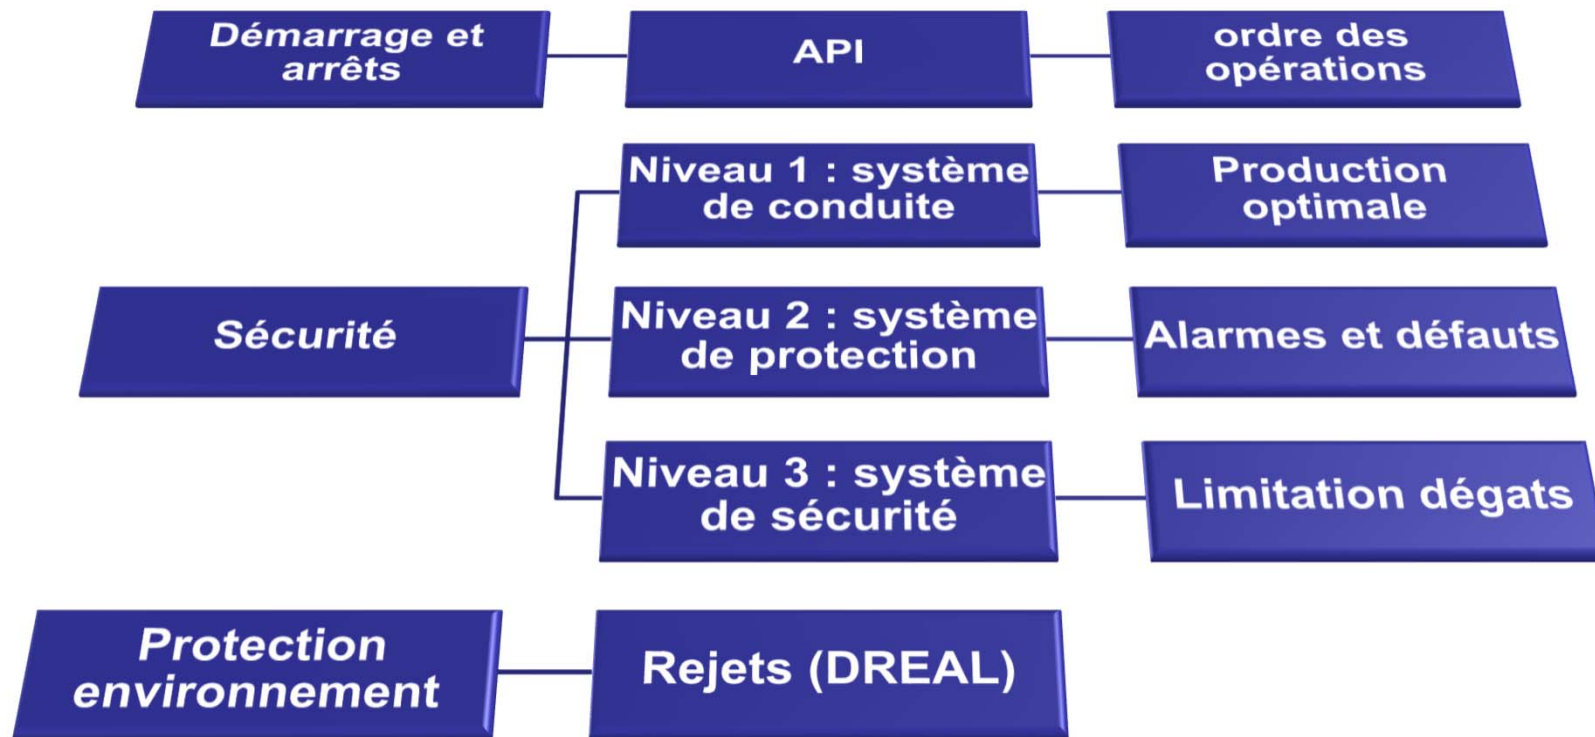 Démarrage et
arrêts
API
ordre des
opérations
Niveau 1 : système
de conduite
Production
optimale
Sécurité
Niveau 2 : système
de protection
Alarmes et défauts
Niveau 3 : système
de sécurité
Limitation dégats
Protection
environnement
Rejets (DREAL)